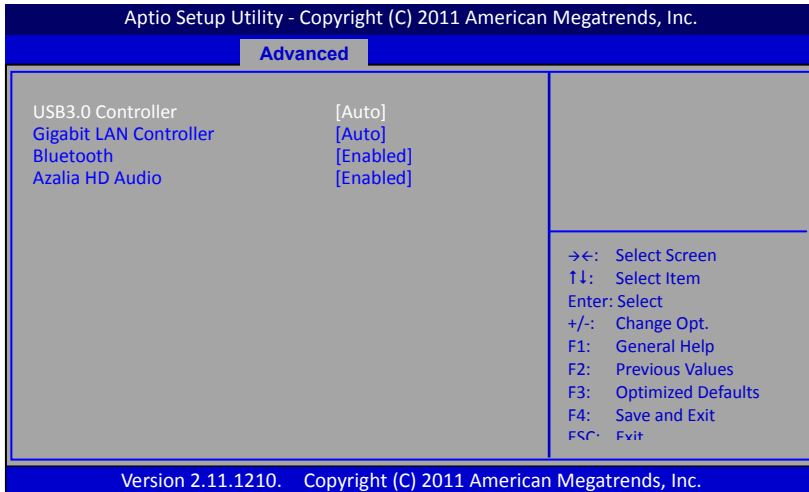 Aptio Setup Utility - Copyright (C) 2011 American Megatrends, Inc.
Advanced
USB3.0 Controller [Auto]
Gigabit LAN Controller [Auto]
Bluetooth [Enabled]
Azalia HD Audio [Enabled]
→←: Select Screen
↑↓: Select Item
Enter: Select
+/-: Change Opt.
F1: General Help
F2: Previous Values
F3: Optimized Defaults
F4: Save and Exit
ESC: Exit
Version 2.11.1210. Copyright (C) 2011 American Megatrends, Inc.